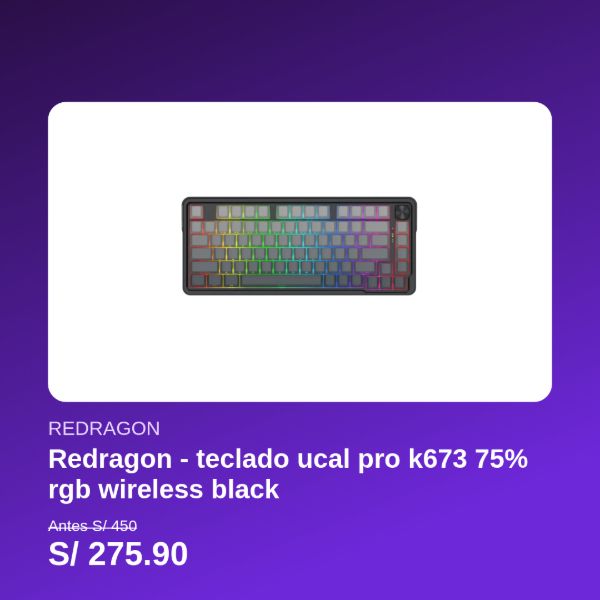 REDRAGON
Redragon - teclado ucal pro k673 75%
rgb wireless black
Antes S/ 450
S/ 275.90